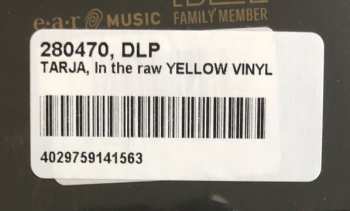 e·a·r MUSIC
FAMILY MEMBER
280470, DLP
TARJA, In the raw YELLOW VINYL
4029759141563